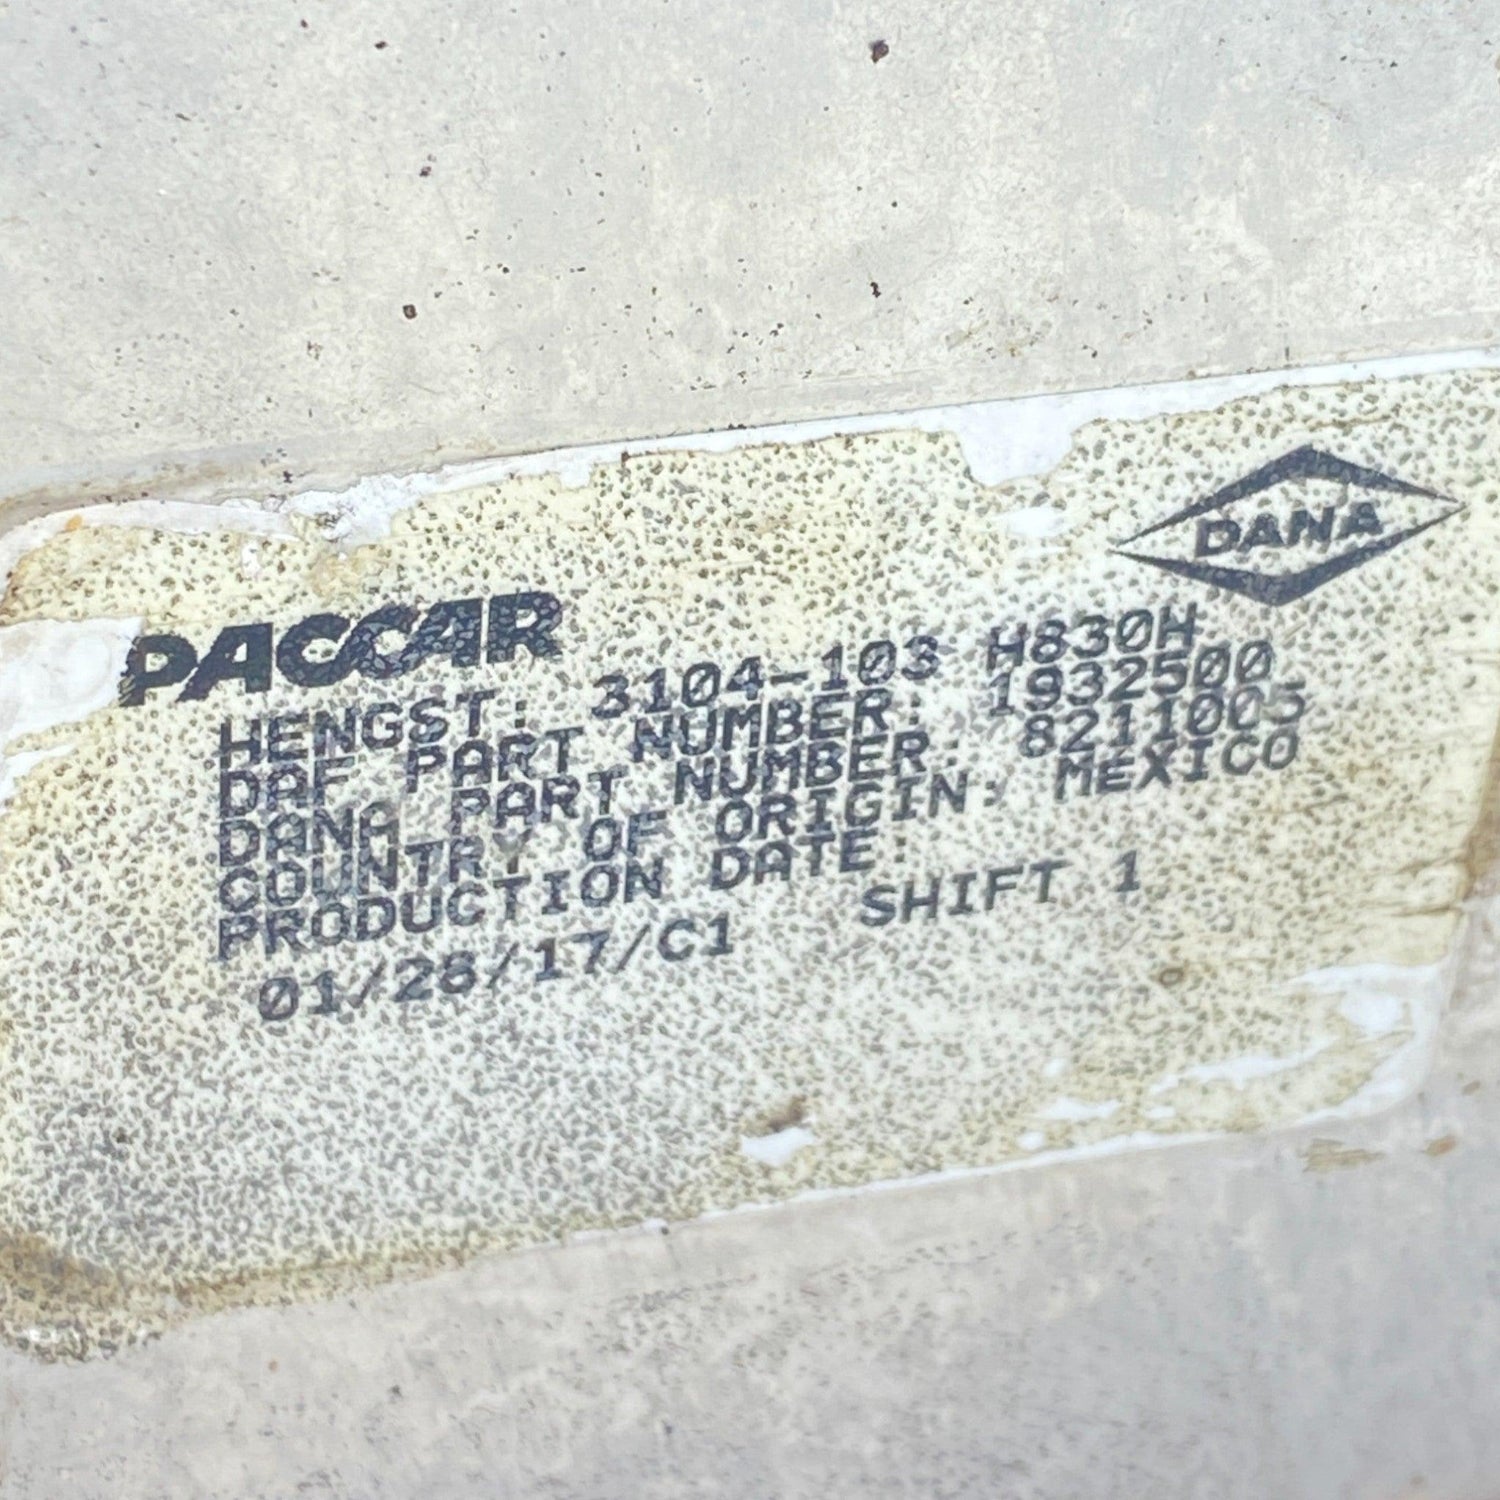 DANA
PACCAR
HENGST: 3104-103 H830H
DAF PART NUMBER: 1932500
DANA PART NUMBER: 8211005
COUNTRY OF ORIGIN: MEXICO
PRODUCTION DATE:
01/28/17/C1 SHIFT 1